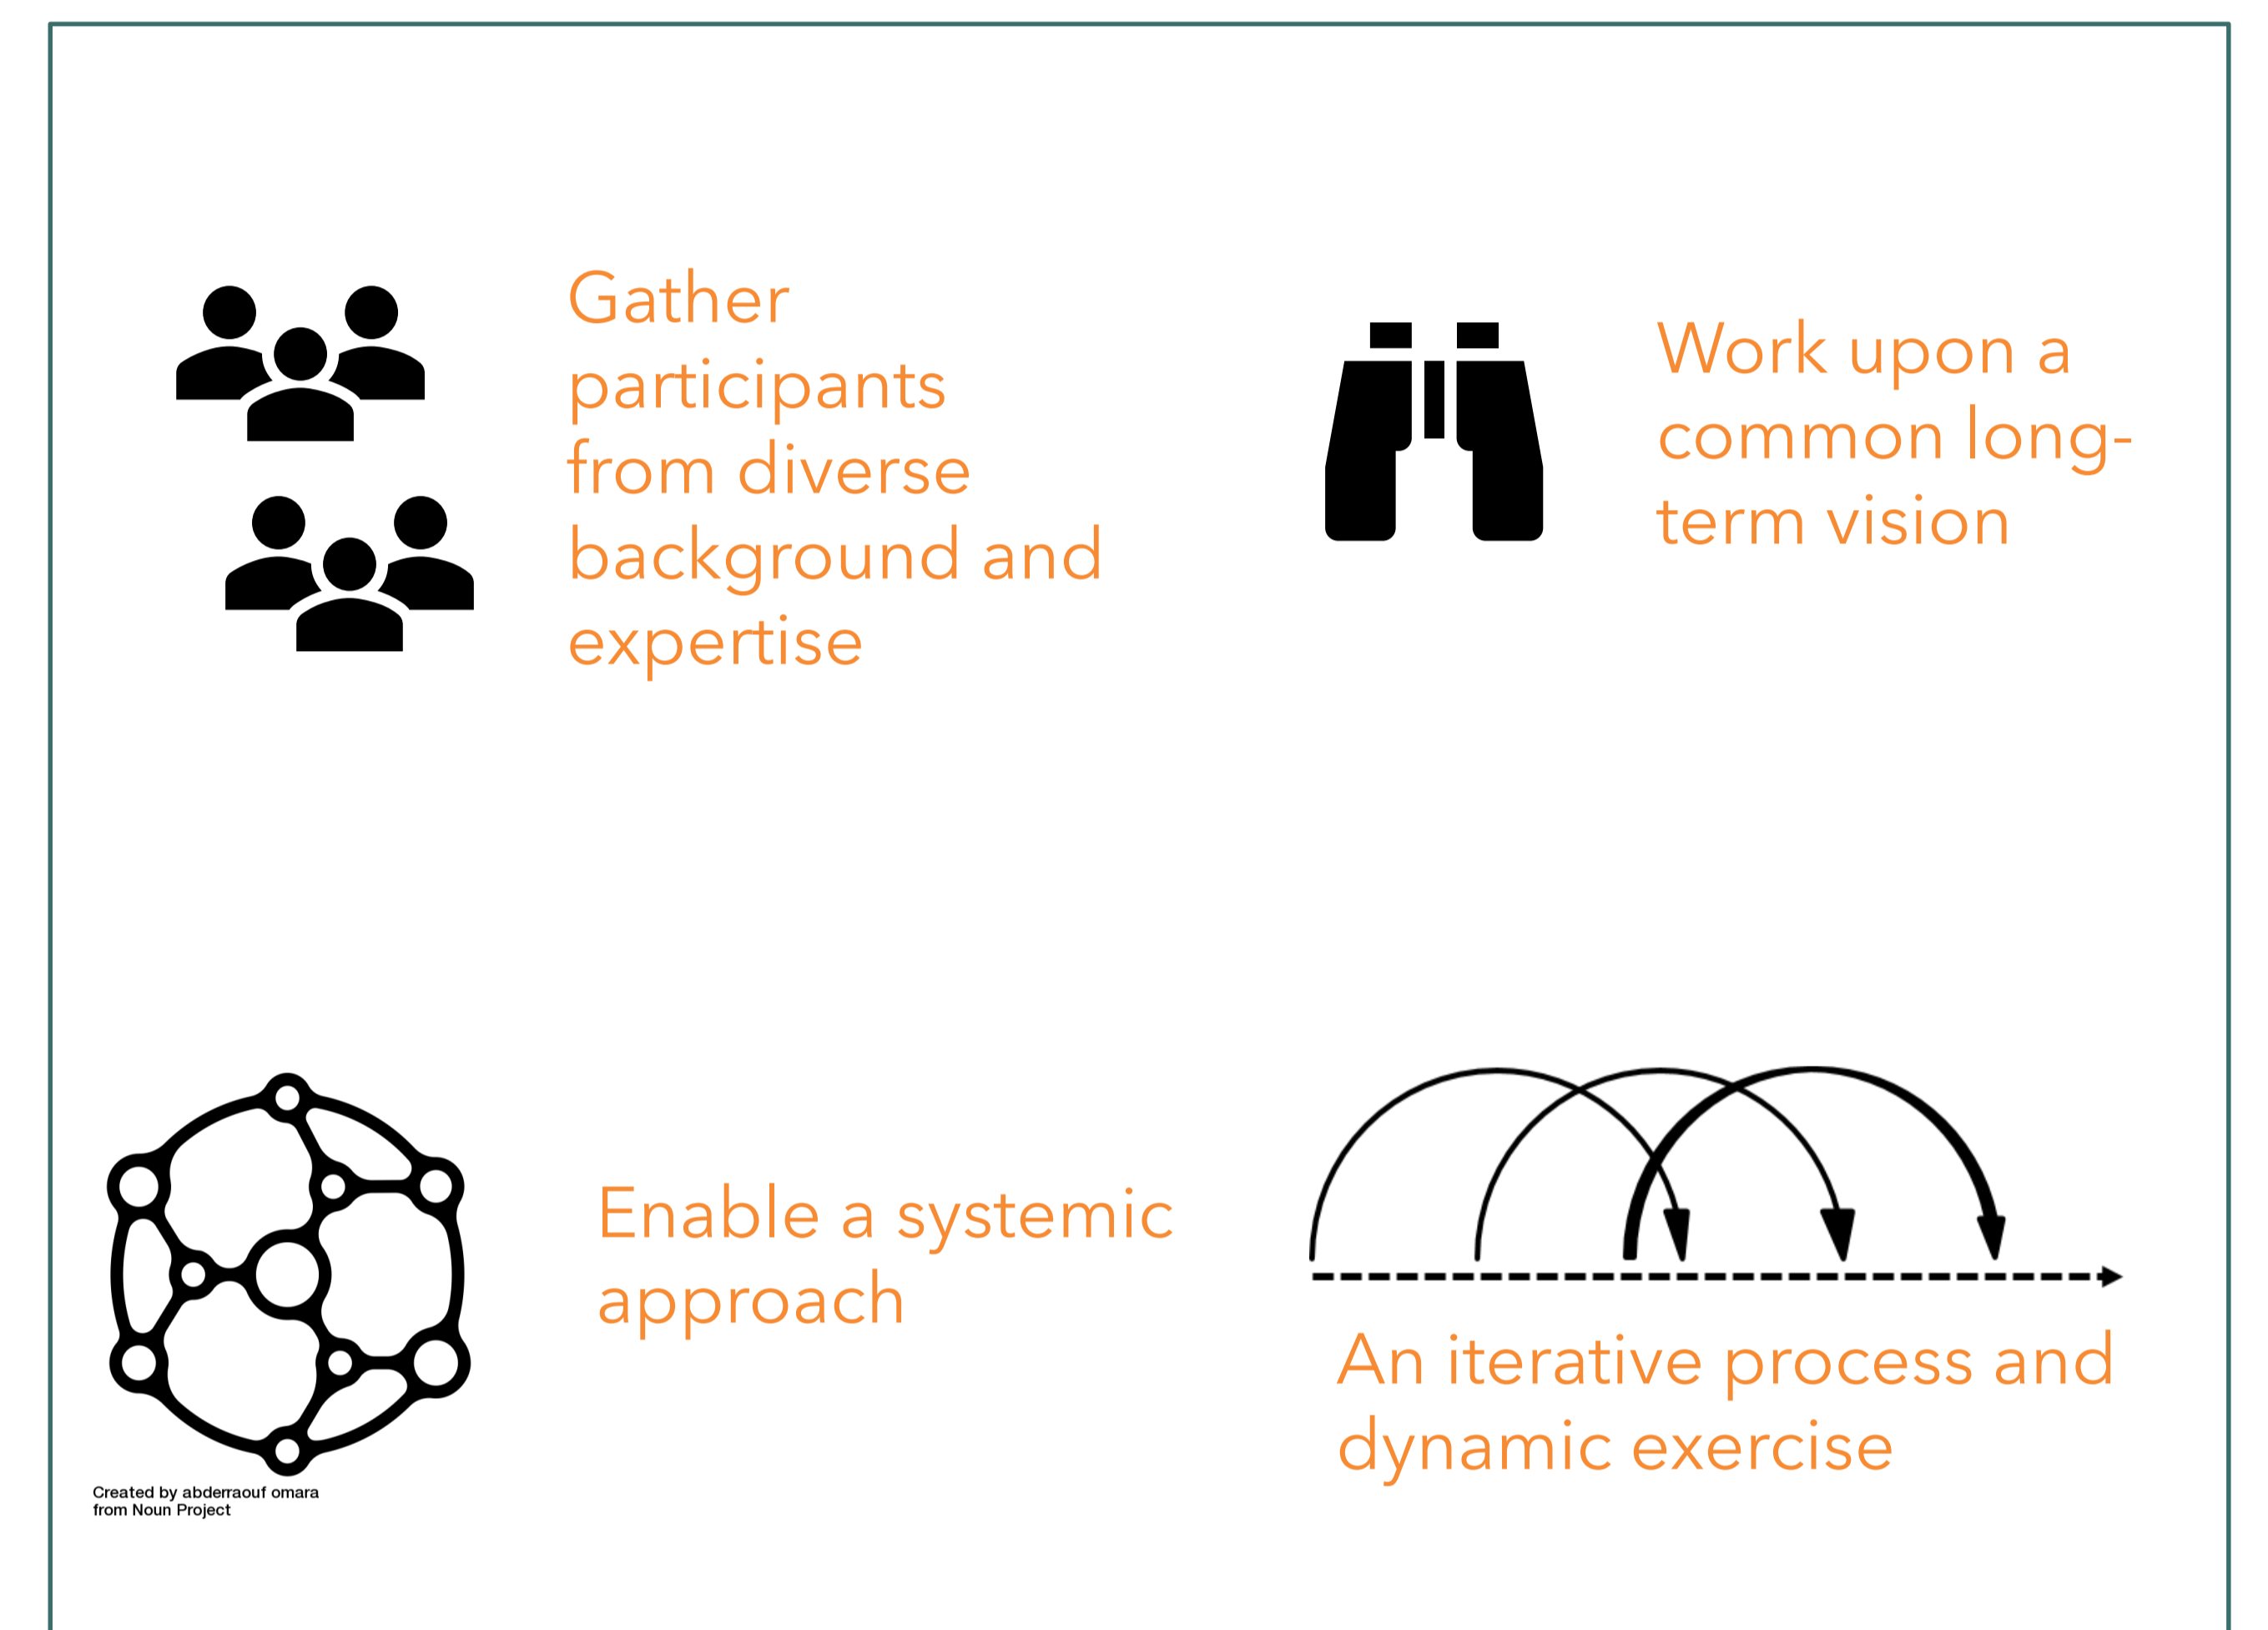 Gather
participants
from diverse
background and
expertise
Work upon a
common long-
term vision
Enable a systemic
approach
Created by abderraouf omara
from Noun Project
An iterative process and
dynamic exercise